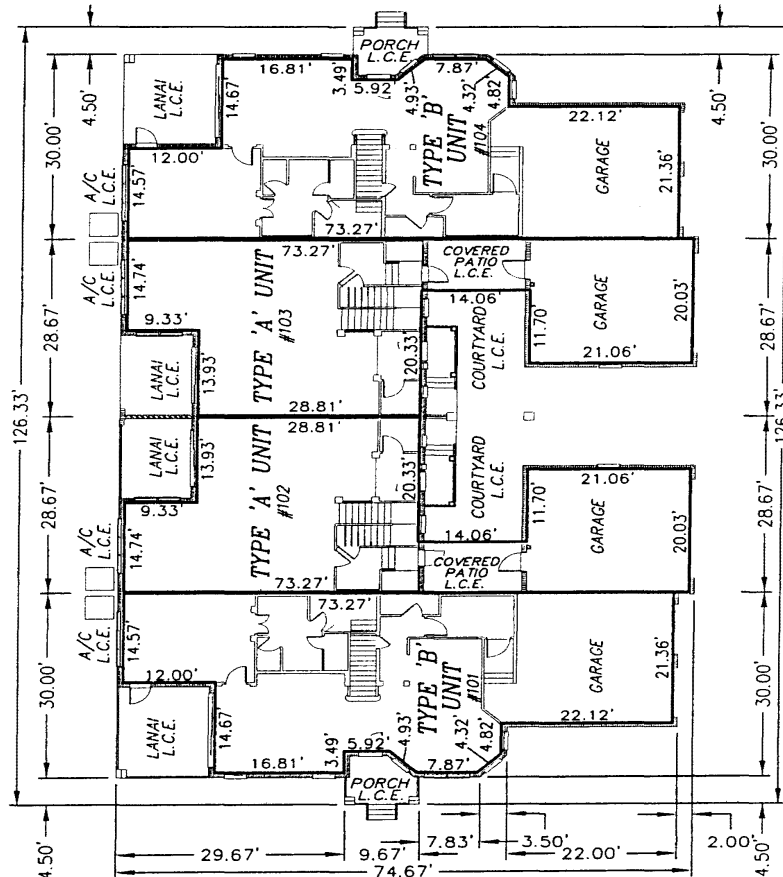 PORCH
L.C.E.
16.81'
3.49'
5.92'
4.93'
7.87'
4.32'
4.82'
4.50'
4.50'
LANAI
L.C.E.
14.67'
30.00'
12.00'
14.57'
A/C
L.C.E.
TYPE 'B'
UNIT
#104
22.12'
GARAGE
21.36'
30.00'
73.27'
73.27'
A/C
L.C.E.
14.74'
9.33'
28.67'
LANAI
L.C.E.
13.93'
TYPE 'A' UNIT
#103
20.33'
28.81'
COVERED
PATIO
L.C.E.
14.06'
COURTYARD
L.C.E.
11.70'
GARAGE
21.06'
20.03'
28.67'
126.33'
126.33'
28.81'
LANAI
L.C.E.
13.93'
9.33'
28.67'
TYPE 'A' UNIT
#102
20.33'
COURTYARD
L.C.E.
14.06'
21.06'
11.70'
GARAGE
20.03'
28.67'
COVERED
PATIO
L.C.E.
A/C
L.C.E.
14.74'
73.27'
73.27'
A/C
L.C.E.
14.57'
12.00'
30.00'
LANAI
L.C.E.
14.67'
TYPE 'B'
UNIT
#101
GARAGE
21.36'
22.12'
30.00'
16.81'
3.49'
5.92'
4.93'
7.87'
4.32'
4.82'
PORCH
L.C.E.
4.50'
4.50'
29.67'
9.67'
7.83'
3.50'
22.00'
2.00'
74.67'